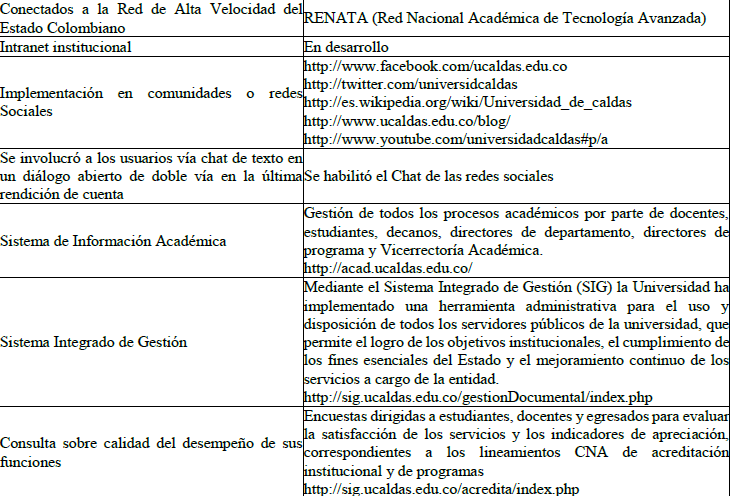 Conectados a la Red de Alta Velocidad del
Estado Colombiano
RENATA (Red Nacional Académica de Tecnología Avanzada)
Intranet institucional
En desarrollo
Implementación en comunidades o redes
Sociales
http://www.facebook.com/ucaldas.edu.co
http://twitter.com/universidcaldas
http://es.wikipedia.org/wiki/Universidad_de_caldas
http://www.ucaldas.edu.co/blog/
http://www.youtube.com/universidadcaldas#p/a
Se involucró a los usuarios vía chat de texto en
un diálogo abierto de doble vía en la última
rendición de cuenta
Se habilitó el Chat de las redes sociales
Sistema de Información Académica
Gestión de todos los procesos académicos por parte de docentes,
estudiantes, decanos, directores de departamento, directores de
programa y Vicerrectoría Académica.
http://acad.ucaldas.edu.co/
Sistema Integrado de Gestión
Mediante el Sistema Integrado de Gestión (SIG) la Universidad ha
implementado una herramienta administrativa para el uso y
disposición de todos los servidores públicos de la universidad, que
permite el logro de los objetivos institucionales, el cumplimiento de
los fines esenciales del Estado y el mejoramiento continuo de los
servicios a cargo de la entidad.
http://sig.ucaldas.edu.co/gestionDocumental/index.php
Consulta sobre calidad del desempeño de sus
funciones
Encuestas dirigidas a estudiantes, docentes y egresados para evaluar
la satisfacción de los servicios y los indicadores de apreciación,
correspondientes a los lineamientos CNA de acreditación
institucional y de programas
http://sig.ucaldas.edu.co/acredita/index.php